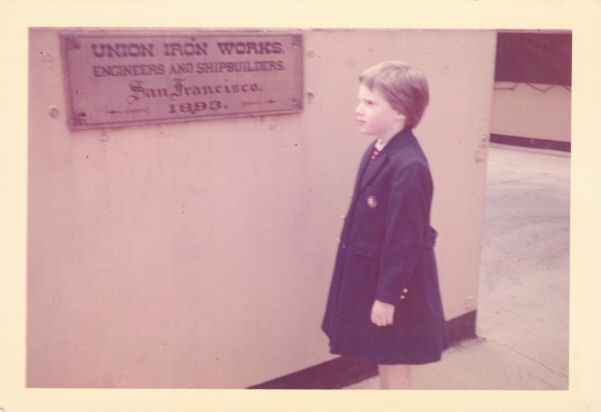 UNION IRON WORKS.
ENGINEERS AND SHIPBUILDERS.
San Francisco.
1893.